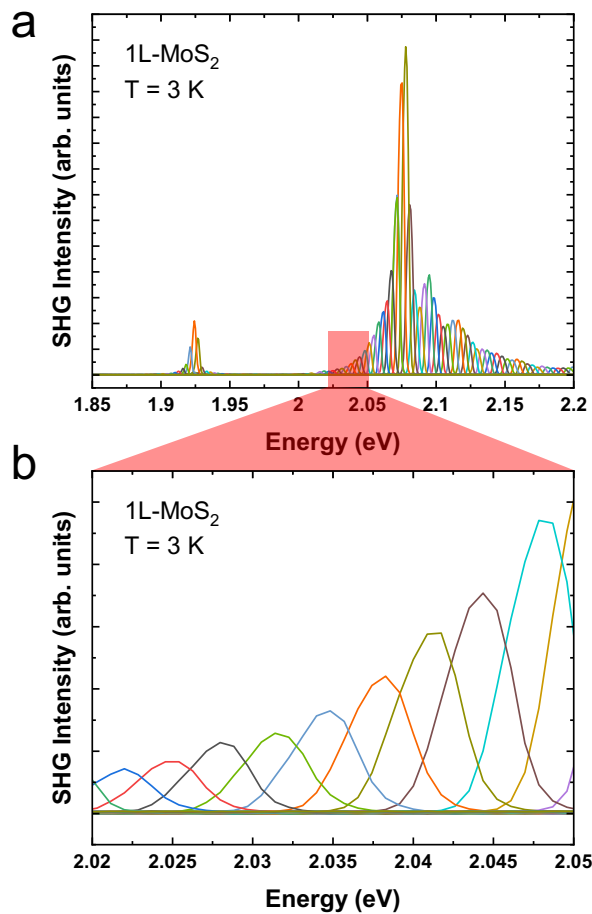 a
1L-MoS₂
T = 3 K
SHG Intensity (arb. units)
1.85 1.9 1.95 2 2.05 2.1 2.15 2.2
Energy (eV)
b
1L-MoS₂
T = 3 K
SHG Intensity (arb. units)
2.02 2.025 2.03 2.035 2.04 2.045 2.05
Energy (eV)